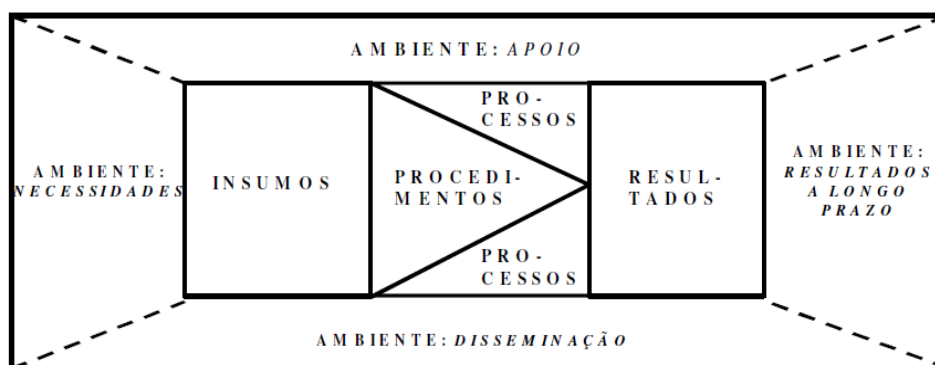 AMBIENTE: APOIO
AMBIENTE:
NECESSIDADES
INSUMOS
PRO-
CESSOS
PROCEDI-
MENTOS
PRO-
CESSOS
RESUL-
TADOS
AMBIENTE:
RESULTADOS
A LONGO
PRAZO
AMBIENTE: DISSEMINAÇÃO